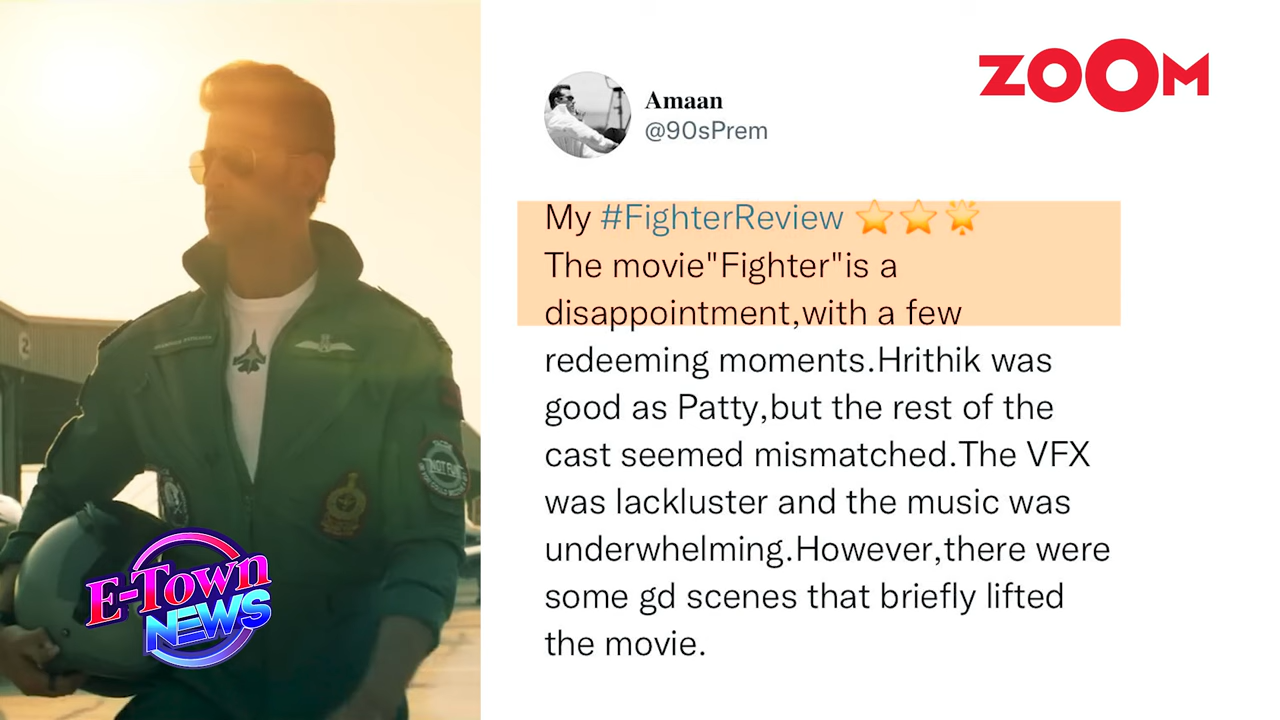 ZOOM
Amaan
@90sPrem
My #FighterReview ⭐⭐🌟
The movie"Fighter"is a
disappointment,with a few
redeeming moments.Hrithik was
good as Patty,but the rest of the
cast seemed mismatched.The VFX
was lackluster and the music was
underwhelming.However,there were
some gd scenes that briefly lifted
the movie.
2
E-Town
NEWS